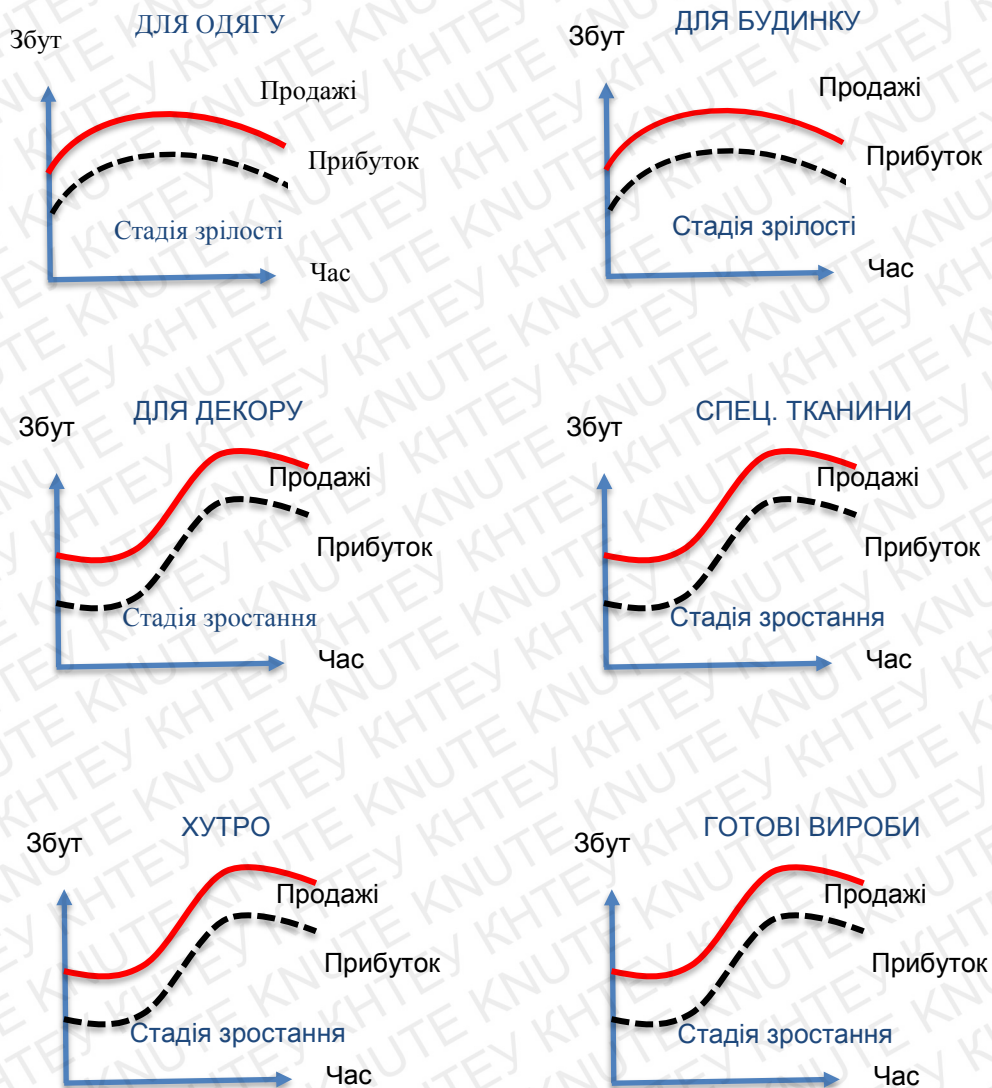 ДЛЯ ОДЯГУ
Збут
Продажі
Прибуток
Стадія зрілості
Час
ДЛЯ БУДИНКУ
Збут
Продажі
Прибуток
Стадія зрілості
Час
ДЛЯ ДЕКОРУ
Збут
Продажі
Прибуток
Стадія зростання
Час
СПЕЦ. ТКАНИНИ
Збут
Продажі
Прибуток
Стадія зростання
Час
ХУТРО
Збут
Продажі
Прибуток
Стадія зростання
Час
ГОТОВІ ВИРОБИ
Збут
Продажі
Прибуток
Стадія зростання
Час
КНТЕУ KNUTE